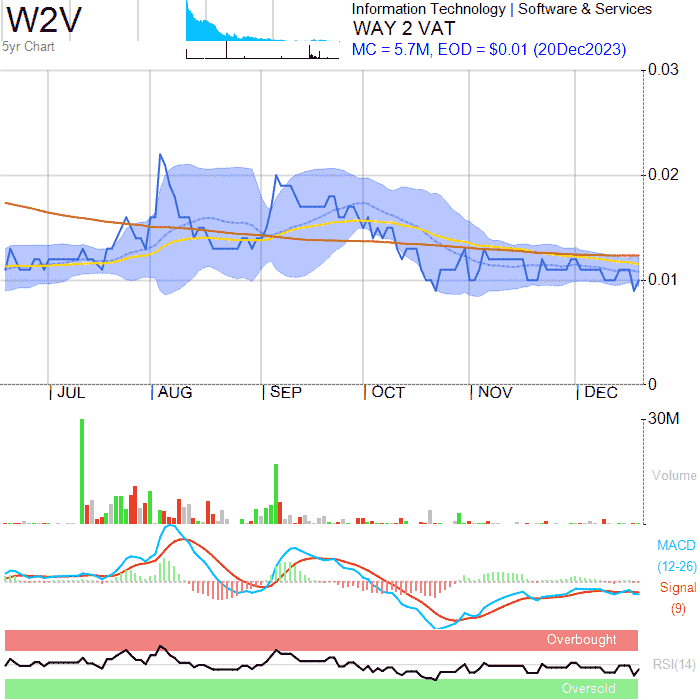 W2V
5yr Chart
Information Technology | Software & Services
WAY 2 VAT
MC = 5.7M, EOD = $0.01 (20Dec2023)
0.03
0.02
0.01
0
JUL AUG SEP OCT NOV DEC
30M
Volume
MACD
(12-26)
Signal
(9)
Overbought
RSI(14)
Oversold